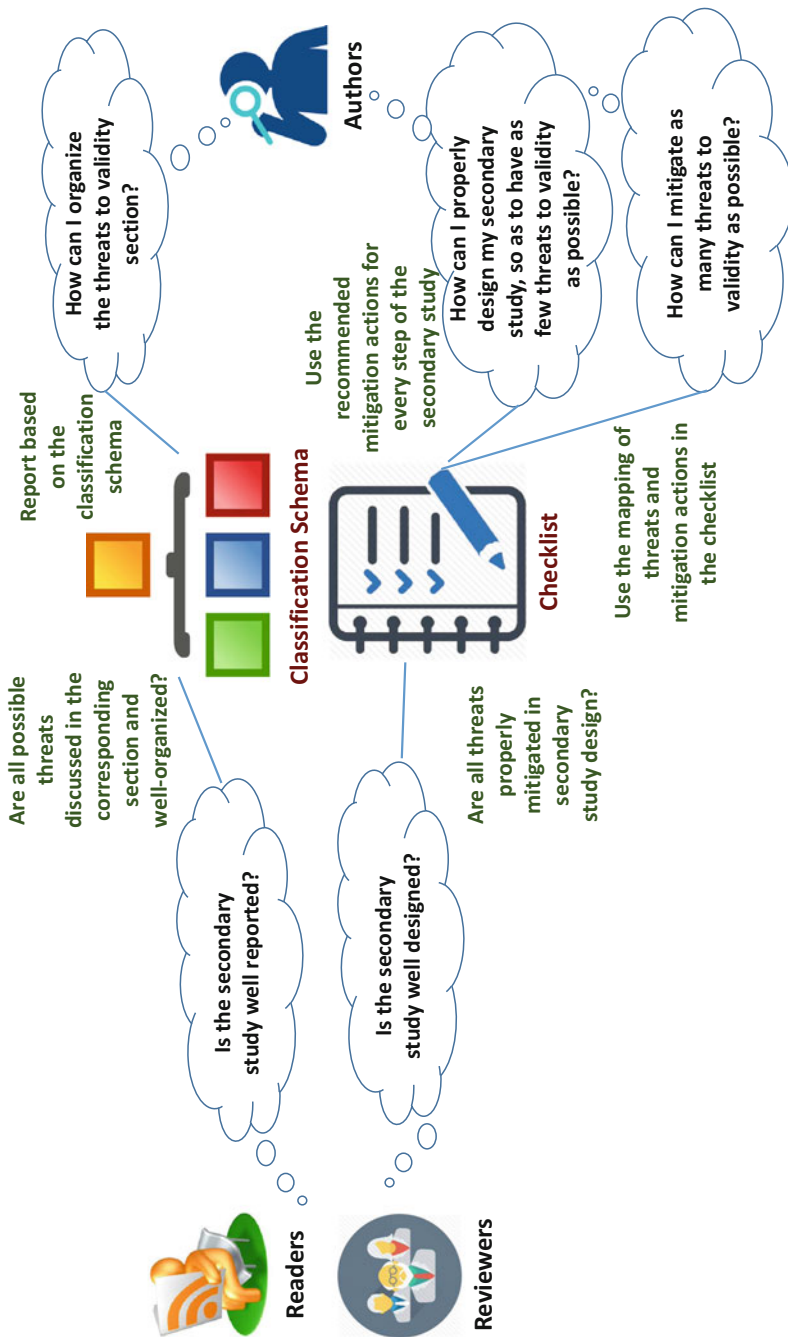 Readers
Reviewers
Is the secondary
study well reported?
Is the secondary
study well designed?
Are all possible
threats
discussed in the
corresponding
section and
well-organized?
Are all threats
properly
mitigated in
secondary
study design?
Classification Schema
Checklist
Report based
on the
classification
schema
Use the
recommended
mitigation actions for
every step of the
secondary study
Use the mapping of
threats and
mitigation actions in
the checklist
How can I organize
the threats to validity
section?
Authors
How can I properly
design my secondary
study, so as to have as
few threats to validity
as possible?
How can I mitigate as
many threats to
validity as possible?